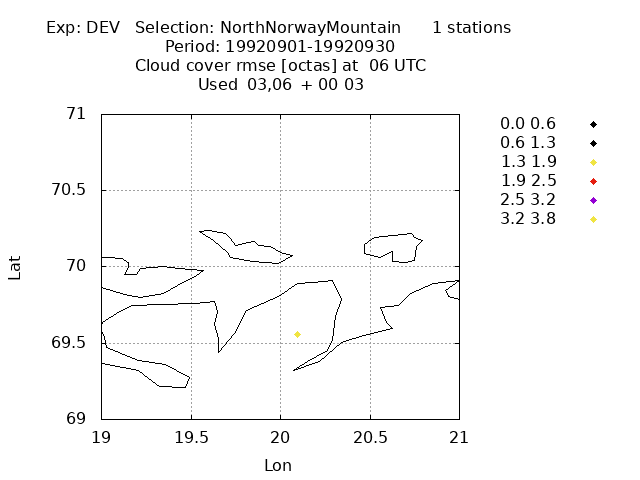 Exp: DEV   Selection: NorthNorwayMountain      1 stations
Period: 19920901-19920930
Cloud cover rmse [octas] at  06 UTC
Used  03,06  + 00 03
71
70.5
70
69.5
69
19
19.5
20
20.5
21
Lat
Lon
0.0 0.6
0.6 1.3
1.3 1.9
1.9 2.5
2.5 3.2
3.2 3.8